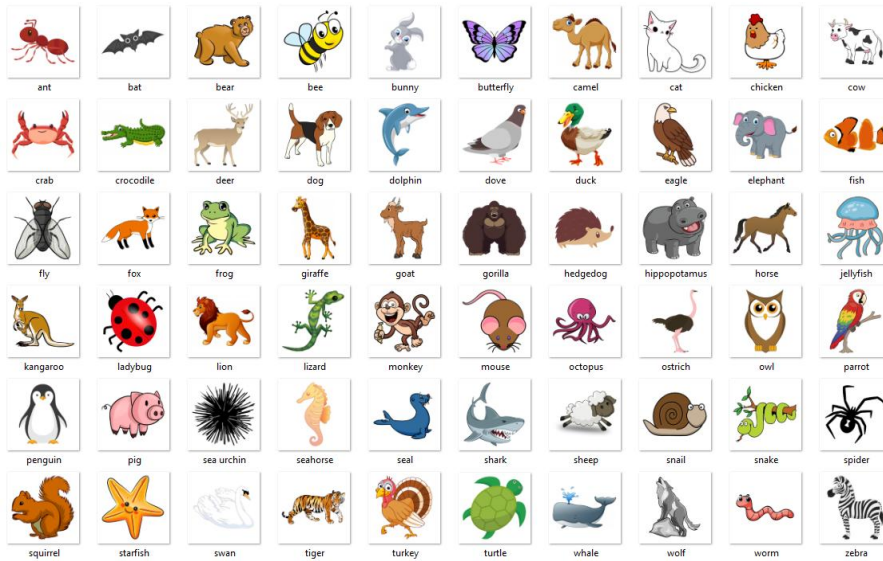 ant bat bear bee bunny butterfly camel cat chicken cow
crab crocodile deer dog dolphin dove duck eagle elephant fish
fly fox frog giraffe goat gorilla hedgedog hippopotamus horse jellyfish
kangaroo ladybug lion lizard monkey mouse octopus ostrich owl parrot
penguin pig sea urchin seahorse seal shark sheep snail snake spider
squirrel starfish swan tiger turkey turtle whale wolf worm zebra